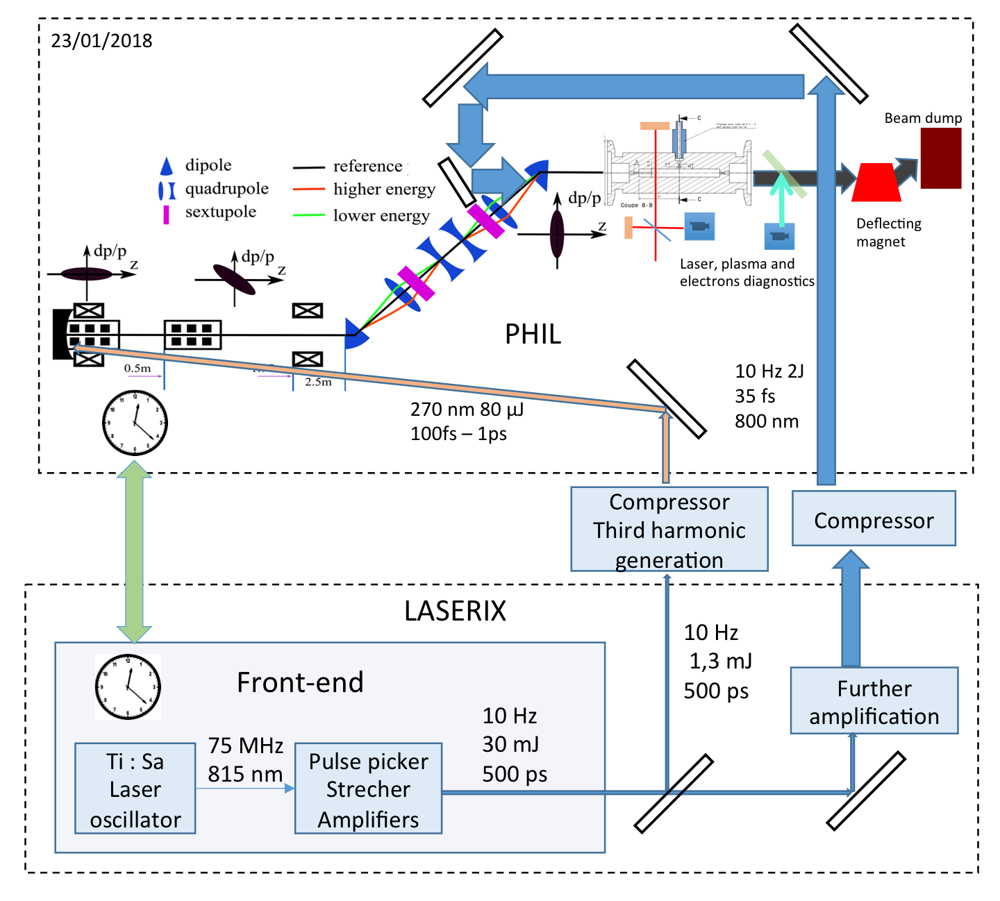 23/01/2018
Beam dump
dipole
quadrupole
sextupole
reference
higher energy
lower energy
C
C
Coupe B-B
dp/p
z
Deflecting
magnet
Laser, plasma and
electrons diagnostics
dp/p
z
dp/p
z
PHIL
0.5m
2.5m
270 nm 80 µJ
100fs – 1ps
10 Hz 2J
35 fs
800 nm
Compressor
Third harmonic
generation
Compressor
LASERIX
Front-end
10 Hz
1,3 mJ
500 ps
Further
amplification
10 Hz
30 mJ
500 ps
75 MHz
815 nm
Ti : Sa
Laser
oscillator
Pulse picker
Strecher
Amplifiers